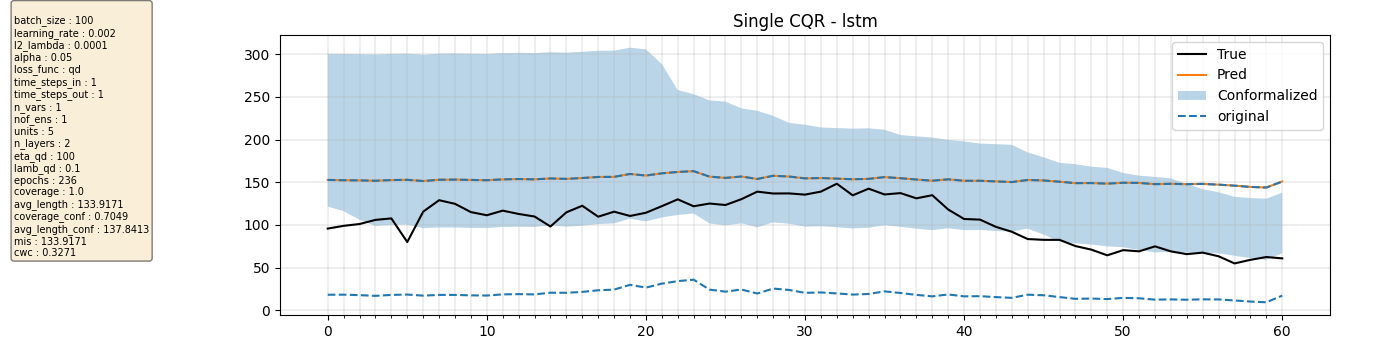 batch_size : 100
learning_rate : 0.002
l2_lambda : 0.0001
alpha : 0.05
loss_func : qd
time_steps_in : 1
time_steps_out : 1
n_vars : 1
nof_ens : 1
units : 5
n_layers : 2
eta_qd : 100
lamb_qd : 0.1
epochs : 236
coverage : 1.0
avg_length : 133.9171
coverage_conf : 0.7049
avg_length_conf : 137.8413
mis : 133.9171
cwc : 0.3271
Single CQR - lstm
300
250
200
150
100
50
0
True
Pred
Conformalized
original
0 10 20 30 40 50 60